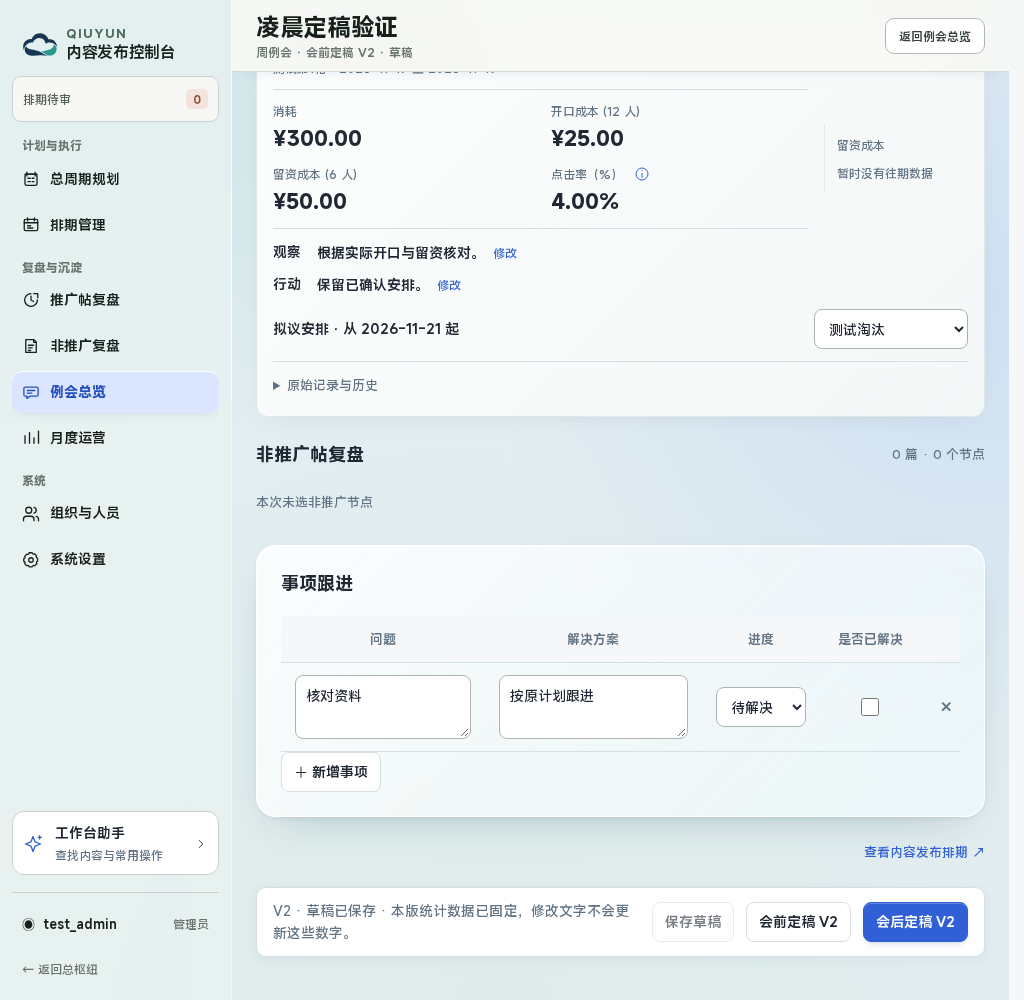 QIUYUN
内容发布控制台
排期待审
0
计划与执行
总周期规划
排期管理
复盘与沉淀
推广帖复盘
非推广复盘
例会总览
月度运营
系统
组织与人员
系统设置
工作台助手
查找内容与常用操作
test_admin
管理员
← 返回总枢纽
凌晨定稿验证
周例会 · 会前定稿 V2 · 草稿
返回例会总览
消耗
¥300.00
开口成本 (12 人)
¥25.00
留资成本 (6 人)
¥50.00
点击率（%）
4.00%
留资成本
暂时没有往期数据
观察 根据实际开口与留资核对。 修改
行动 保留已确认安排。 修改
拟议安排 · 从 2026-11-21 起
测试淘汰
▶ 原始记录与历史
非推广帖复盘
0 篇 · 0 个节点
本次未选非推广节点
事项跟进
问题 解决方案 进度 是否已解决
核对资料 按原计划跟进 待解决 ×
+ 新增事项
查看内容发布排期 ↗
V2 · 草稿已保存 · 本版统计数据已固定，修改文字不会更
新这些数字。
保存草稿 会前定稿 V2 会后定稿 V2